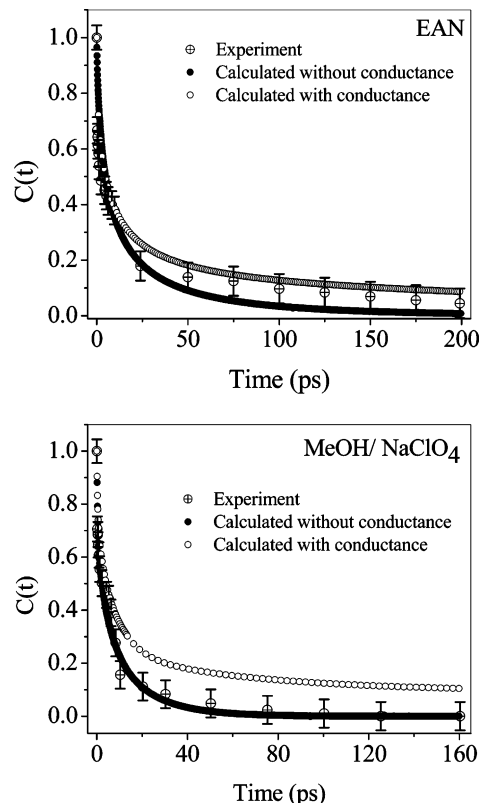 EAN
Experiment
Calculated without conductance
Calculated with conductance
C(t)
1.0
0.8
0.6
0.4
0.2
0.0
0 50 100 150 200
Time (ps)
MeOH/ NaClO4
Experiment
Calculated without conductance
Calculated with conductance
C(t)
1.0
0.8
0.6
0.4
0.2
0.0
0 40 80 120 160
Time (ps)